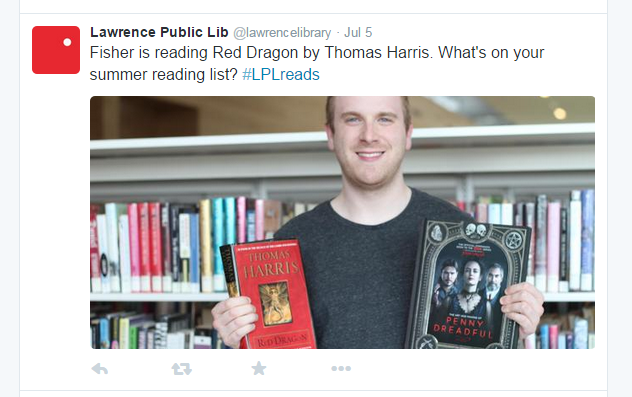 Lawrence Public Lib @lawrencelibrary · Jul 5
Fisher is reading Red Dragon by Thomas Harris. What's on your
summer reading list? #LPLreads
THOMAS
HARRIS
RED DRAGON
PENNY
DREADFUL